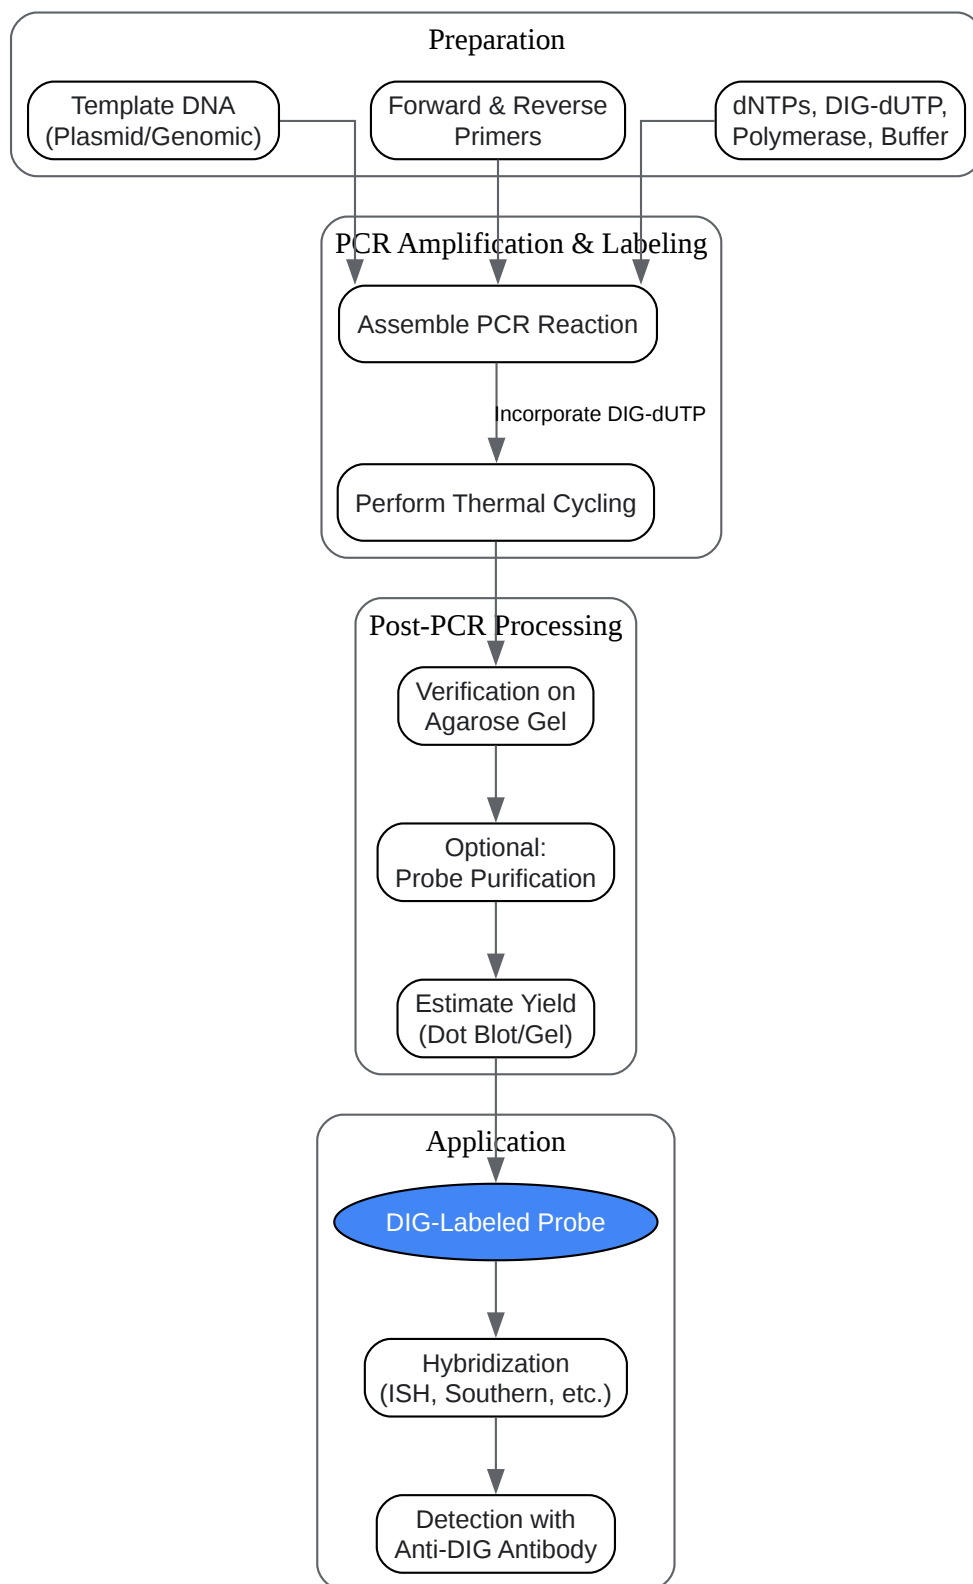 Preparation
Template DNA
(Plasmid/Genomic)
Forward & Reverse
Primers
dNTPs, DIG-dUTP,
Polymerase, Buffer
PCR Amplification & Labeling
Assemble PCR Reaction
Incorporate DIG-dUTP
Perform Thermal Cycling
Post-PCR Processing
Verification on
Agarose Gel
Optional:
Probe Purification
Estimate Yield
(Dot Blot/Gel)
Application
DIG-Labeled Probe
Hybridization
(ISH, Southern, etc.)
Detection with
Anti-DIG Antibody